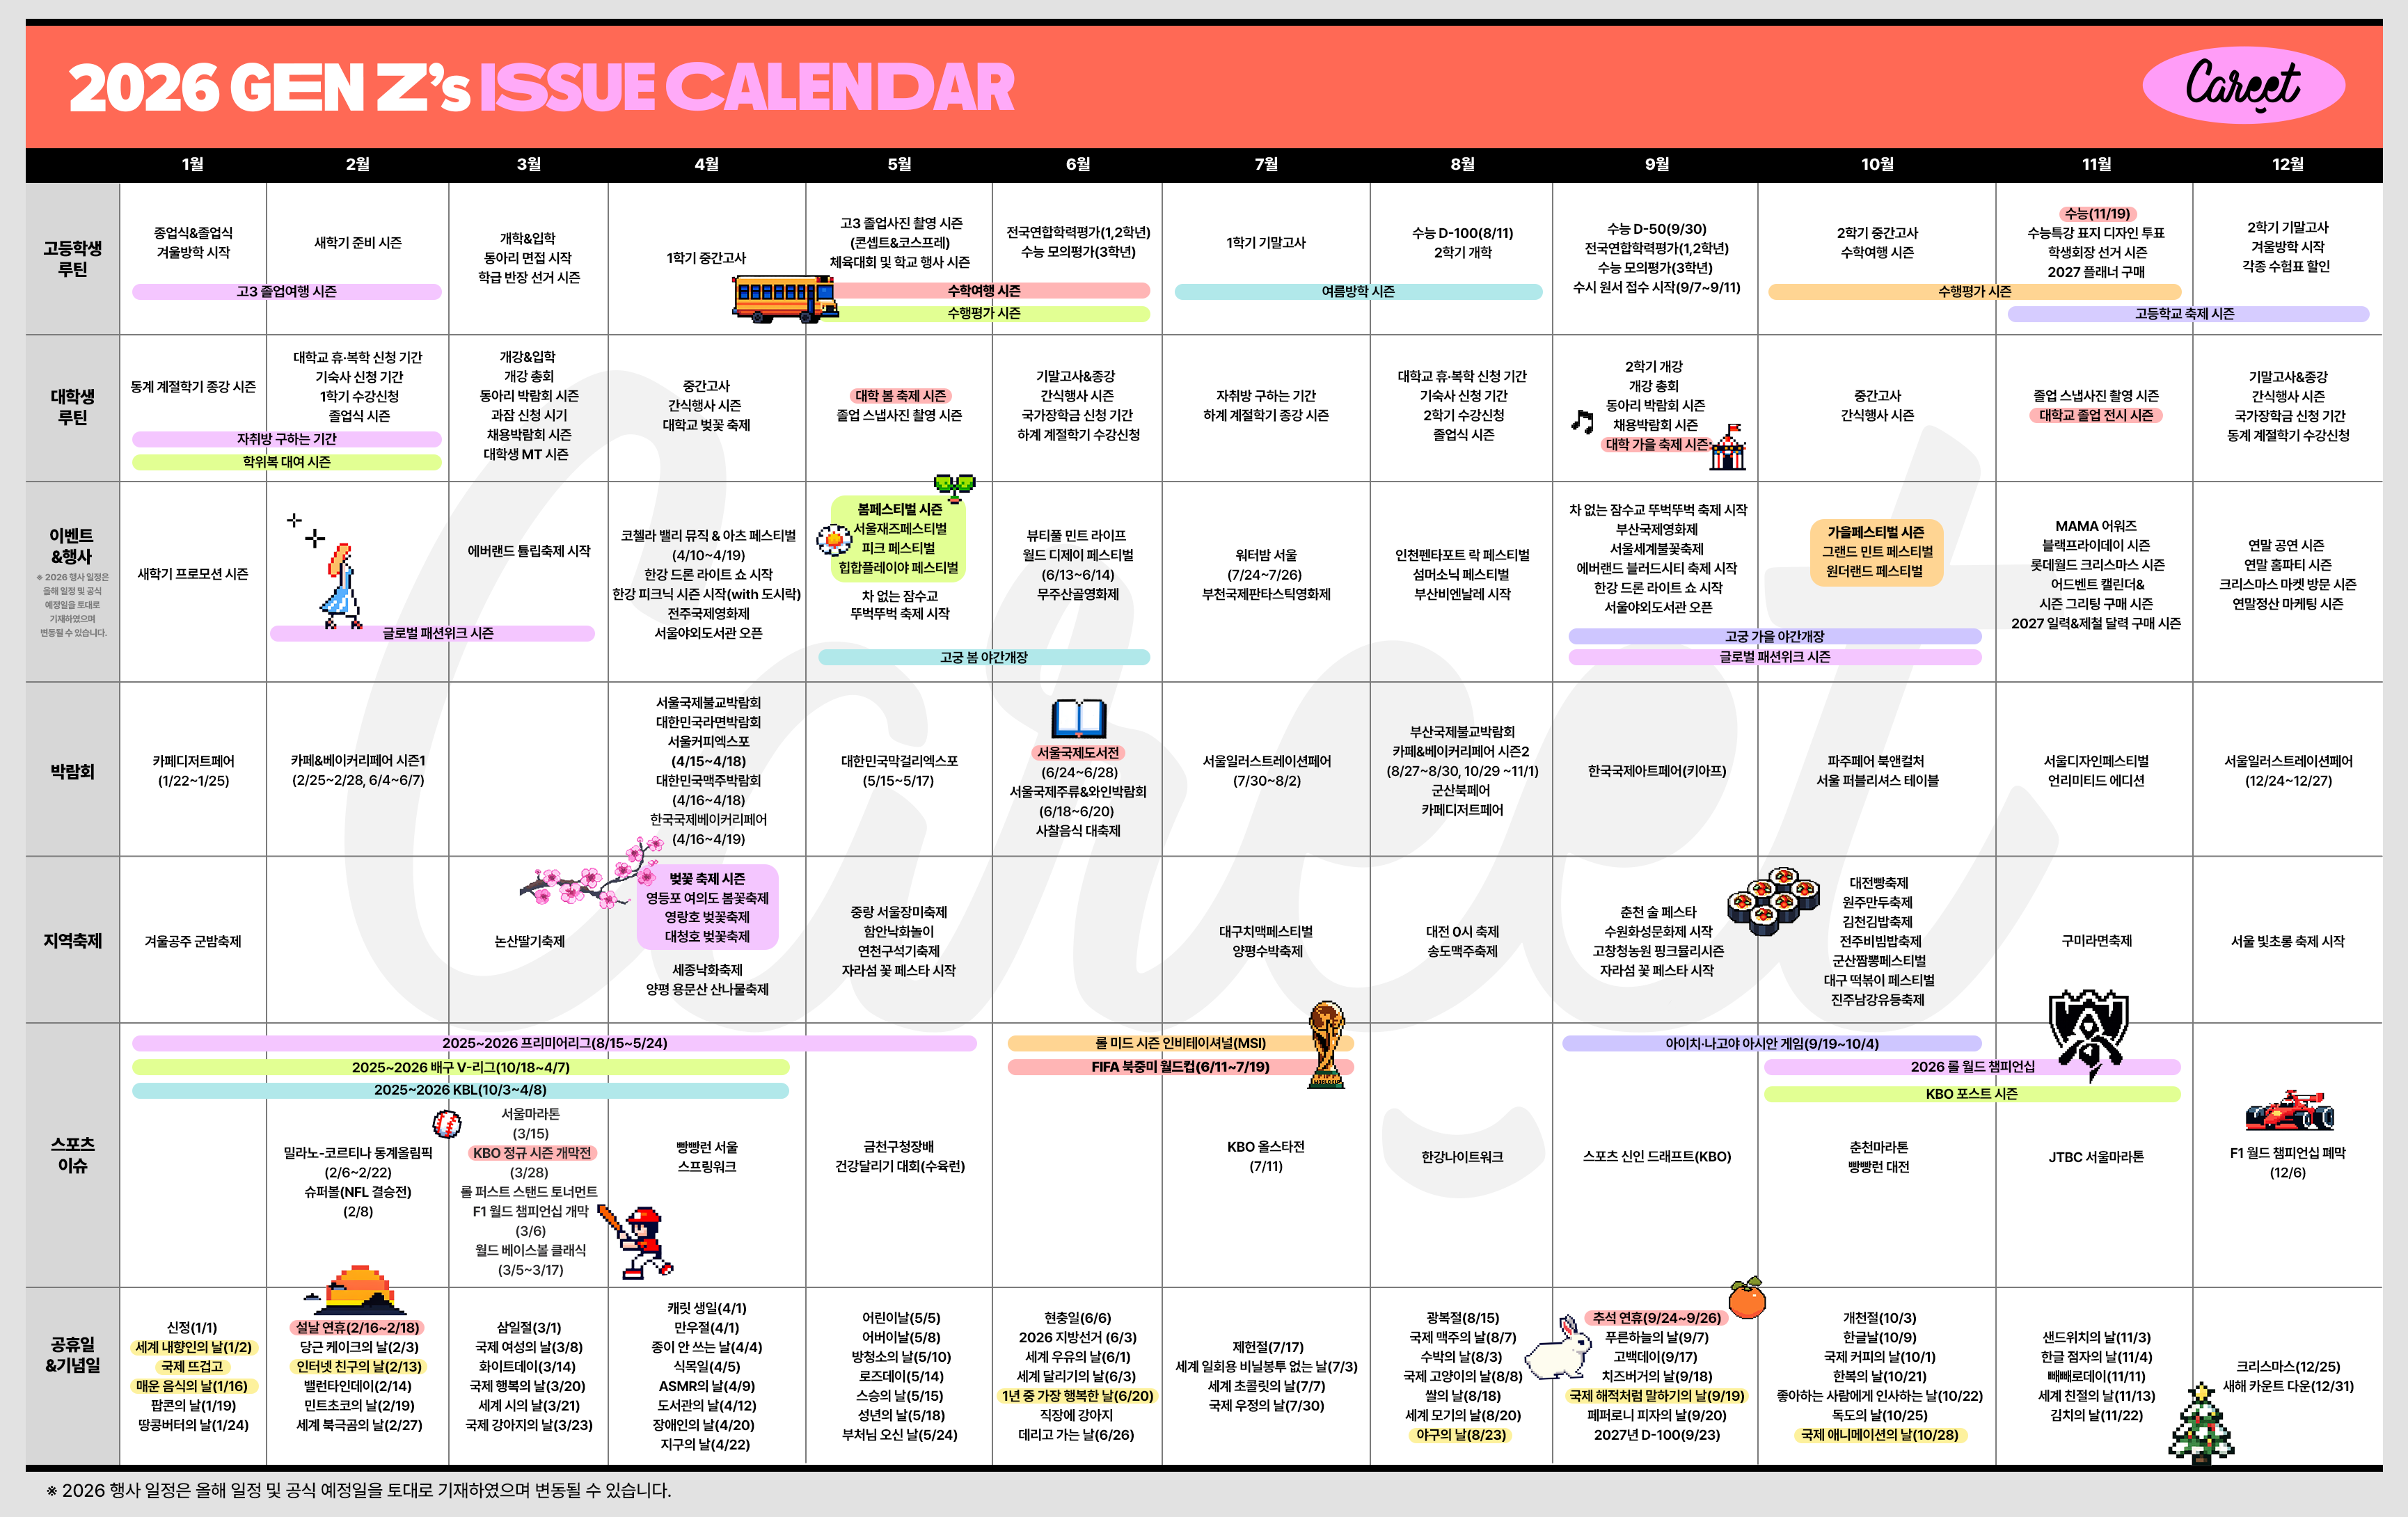 2026 GEN Z's ISSUE CALENDAR
Careet
1월
2월
3월
4월
5월
6월
7월
8월
9월
10월
11월
12월
고등학생
루틴
종업식&졸업식
겨울방학 시작
새학기 준비 시즌
고3 졸업여행 시즌
개학&입학
동아리 면접 시작
학급 반장 선거 시즌
1학기 중간고사
고3 졸업사진 촬영 시즌
(콘셉트&코스프레)
체육대회 및 학교 행사 시즌
전국연합학력평가(1,2학년)
수능 모의평가(3학년)
수학여행 시즌
수행평가 시즌
1학기 기말고사
수능 D-100(8/11)
2학기 개학
여름방학 시즌
수능 D-50(9/30)
전국연합학력평가(1,2학년)
수능 모의평가(3학년)
수시 원서 접수 시작(9/7~9/11)
2학기 중간고사
수학여행 시즌
수행평가 시즌
수능(11/19)
수능특강 표지 디자인 투표
학생회장 선거 시즌
2027 플래너 구매
2학기 기말고사
겨울방학 시작
각종 수험표 할인
고등학교 축제 시즌
대학생
루틴
동계 계절학기 종강 시즌
대학교 휴·복학 신청 기간
기숙사 신청 기간
1학기 수강신청
졸업식 시즌
자취방 구하는 기간
학위복 대여 시즌
개강&입학
개강 총회
동아리 박람회 시즌
과잠 신청 시기
채용박람회 시즌
대학생 MT 시즌
중간고사
간식행사 시즌
대학교 벚꽃 축제
대학 봄 축제 시즌
졸업 스냅사진 촬영 시즌
기말고사&종강
간식행사 시즌
국가장학금 신청 기간
하계 계절학기 수강신청
자취방 구하는 기간
하계 계절학기 종강 시즌
대학교 휴·복학 신청 기간
기숙사 신청 기간
2학기 수강신청
졸업식 시즌
2학기 개강
개강 총회
동아리 박람회 시즌
채용박람회 시즌
대학 가을 축제 시즌
중간고사
간식행사 시즌
졸업 스냅사진 촬영 시즌
대학교 졸업 전시 시즌
기말고사&종강
간식행사 시즌
국가장학금 신청 기간
동계 계절학기 수강신청
이벤트
&행사
※ 2026 행사 일정은
올해 일정 및 공식
예정일을 토대로
기재하였으며
변동될 수 있습니다.
새학기 프로모션 시즌
에버랜드 튤립축제 시작
글로벌 패션위크 시즌
코첼라 밸리 뮤직 & 아츠 페스티벌
(4/10~4/19)
한강 드론 라이트 쇼 시작
한강 피크닉 시즌 시작(with 도시락)
전주국제영화제
서울야외도서관 오픈
봄페스티벌 시즌
서울재즈페스티벌
피크 페스티벌
힙합플레이야 페스티벌
차 없는 잠수교
뚜벅뚜벅 축제 시작
고궁 봄 야간개장
뷰티풀 민트 라이프
월드 디제이 페스티벌
(6/13~6/14)
무주산골영화제
워터밤 서울
(7/24~7/26)
부천국제판타스틱영화제
인천펜타포트 락 페스티벌
섬머소닉 페스티벌
부산비엔날레 시작
차 없는 잠수교 뚜벅뚜벅 축제 시작
부산국제영화제
서울세계불꽃축제
에버랜드 블러드시티 축제 시작
한강 드론 라이트 쇼 시작
서울야외도서관 오픈
가을페스티벌 시즌
그랜드 민트 페스티벌
원더랜드 페스티벌
고궁 가을 야간개장
글로벌 패션위크 시즌
MAMA 어워즈
블랙프라이데이 시즌
롯데월드 크리스마스 시즌
어드벤트 캘린더&
시즌 그리팅 구매 시즌
2027 일력&제철 달력 구매 시즌
연말 공연 시즌
연말 홈파티 시즌
크리스마스 마켓 방문 시즌
연말정산 마케팅 시즌
박람회
카페디저트페어
(1/22~1/25)
카페&베이커리페어 시즌1
(2/25~2/28, 6/4~6/7)
서울국제불교박람회
대한민국라면박람회
서울커피엑스포
(4/15~4/18)
대한민국맥주박람회
(4/16~4/18)
한국국제베이커리페어
(4/16~4/19)
대한민국막걸리엑스포
(5/15~5/17)
서울국제도서전
(6/24~6/28)
서울국제주류&와인박람회
(6/18~6/20)
사찰음식 대축제
서울일러스트레이션페어
(7/30~8/2)
부산국제불교박람회
카페&베이커리페어 시즌2
(8/27~8/30, 10/29 ~11/1)
군산북페어
카페디저트페어
한국국제아트페어(키아프)
파주페어 북앤컬처
서울 퍼블리셔스 테이블
서울디자인페스티벌
언리미티드 에디션
서울일러스트레이션페어
(12/24~12/27)
지역축제
겨울공주 군밤축제
논산딸기축제
벚꽃 축제 시즌
영등포 여의도 봄꽃축제
영랑호 벚꽃축제
대청호 벚꽃축제
세종낙화축제
양평 용문산 산나물축제
중랑 서울장미축제
함안낙화놀이
연천구석기축제
자라섬 꽃 페스타 시작
대구치맥페스티벌
양평수박축제
대전 0시 축제
송도맥주축제
춘천 술 페스타
수원화성문화제 시작
고창청농원 핑크뮬리시즌
자라섬 꽃 페스타 시작
대전빵축제
원주만두축제
김천김밥축제
전주비빔밥축제
군산짬뽕페스티벌
대구 떡볶이 페스티벌
진주남강유등축제
구미라면축제
서울 빛초롱 축제 시작
스포츠
이슈
2025~2026 프리미어리그(8/15~5/24)
2025~2026 배구 V-리그(10/18~4/7)
2025~2026 KBL(10/3~4/8)
밀라노-코르티나 동계올림픽
(2/6~2/22)
슈퍼볼(NFL 결승전)
(2/8)
서울마라톤
(3/15)
KBO 정규 시즌 개막전
(3/28)
롤 퍼스트 스탠드 토너먼트
F1 월드 챔피언십 개막
(3/6)
월드 베이스볼 클래식
(3/5~3/17)
빵빵런 서울
스프링워크
금천구청장배
건강달리기 대회(수육런)
롤 미드 시즌 인비테이셔널(MSI)
FIFA 북중미 월드컵(6/11~7/19)
KBO 올스타전
(7/11)
한강나이트워크
아이치·나고야 아시안 게임(9/19~10/4)
2026 롤 월드 챔피언십
KBO 포스트 시즌
스포츠 신인 드래프트(KBO)
춘천마라톤
빵빵런 대전
JTBC 서울마라톤
F1 월드 챔피언십 폐막
(12/6)
공휴일
&기념일
신정(1/1)
세계 내향인의 날(1/2)
국제 뜨겁고
매운 음식의 날(1/16)
팝콘의 날(1/19)
땅콩버터의 날(1/24)
설날 연휴(2/16~2/18)
당근 케이크의 날(2/3)
인터넷 친구의 날(2/13)
밸런타인데이(2/14)
민트초코의 날(2/19)
세계 북극곰의 날(2/27)
삼일절(3/1)
국제 여성의 날(3/8)
화이트데이(3/14)
국제 행복의 날(3/20)
세계 시의 날(3/21)
국제 강아지의 날(3/23)
캐릿 생일(4/1)
만우절(4/1)
종이 안 쓰는 날(4/4)
식목일(4/5)
ASMR의 날(4/9)
도서관의 날(4/12)
장애인의 날(4/20)
지구의 날(4/22)
어린이날(5/5)
어버이날(5/8)
방청소의 날(5/10)
로즈데이(5/14)
스승의 날(5/15)
성년의 날(5/18)
부처님 오신 날(5/24)
현충일(6/6)
2026 지방선거 (6/3)
세계 우유의 날(6/1)
세계 달리기의 날(6/3)
1년 중 가장 행복한 날(6/20)
직장에 강아지
데리고 가는 날(6/26)
제헌절(7/17)
세계 일회용 비닐봉투 없는 날(7/3)
세계 초콜릿의 날(7/7)
국제 우정의 날(7/30)
광복절(8/15)
국제 맥주의 날(8/7)
수박의 날(8/3)
국제 고양이의 날(8/8)
쌀의 날(8/18)
세계 모기의 날(8/20)
야구의 날(8/23)
추석 연휴(9/24~9/26)
푸른하늘의 날(9/7)
고백데이(9/17)
치즈버거의 날(9/18)
국제 해적처럼 말하기의 날(9/19)
페퍼로니 피자의 날(9/20)
2027년 D-100(9/23)
개천절(10/3)
한글날(10/9)
국제 커피의 날(10/1)
한복의 날(10/21)
좋아하는 사람에게 인사하는 날(10/22)
독도의 날(10/25)
국제 애니메이션의 날(10/28)
샌드위치의 날(11/3)
한글 점자의 날(11/4)
빼빼로데이(11/11)
세계 친절의 날(11/13)
김치의 날(11/22)
크리스마스(12/25)
새해 카운트 다운(12/31)
※ 2026 행사 일정은 올해 일정 및 공식 예정일을 토대로 기재하였으며 변동될 수 있습니다.